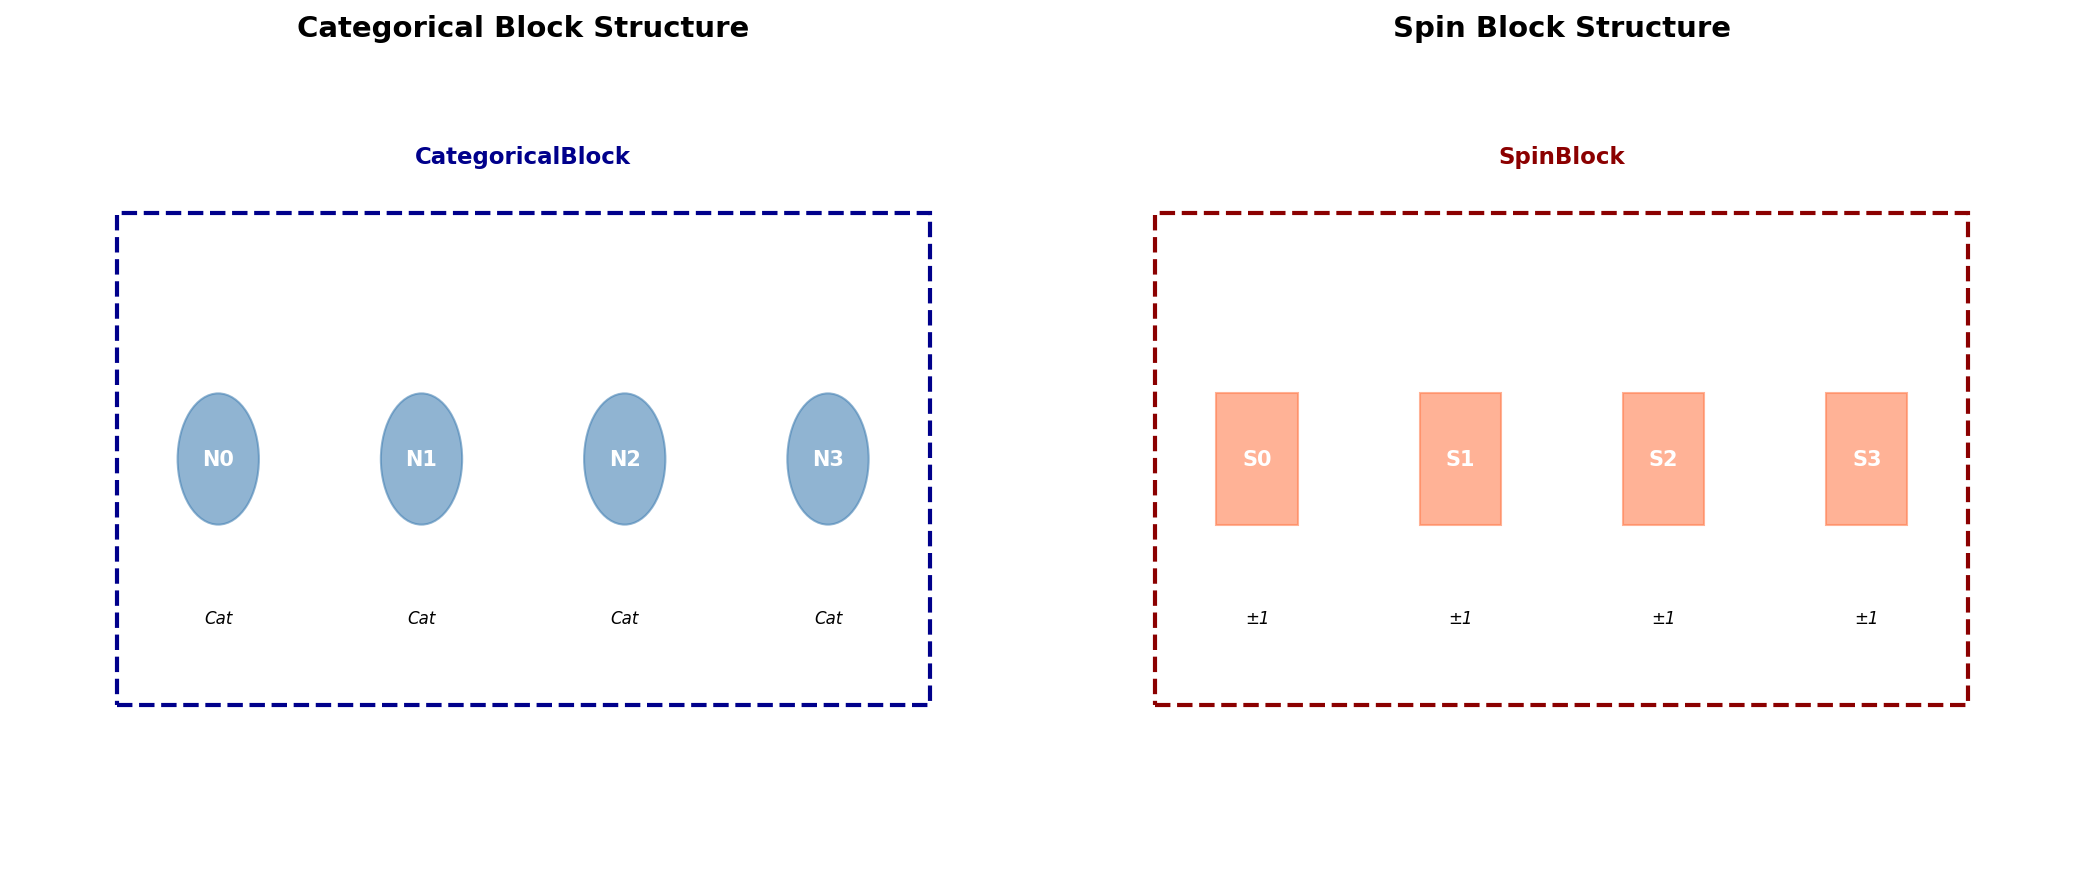 Categorical Block Structure
CategoricalBlock
N0 N1 N2 N3
Cat Cat Cat Cat
Spin Block Structure
SpinBlock
S0 S1 S2 S3
±1 ±1 ±1 ±1